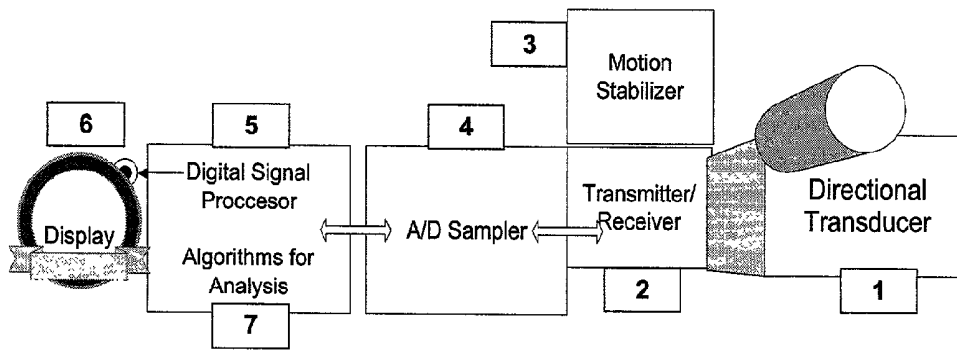 3
Motion
Stabilizer
6
5
4
Digital Signal
Proccesor
Transmitter/
Receiver
Directional
Transducer
Display
A/D Sampler
Algorithms for
Analysis
7
2
1